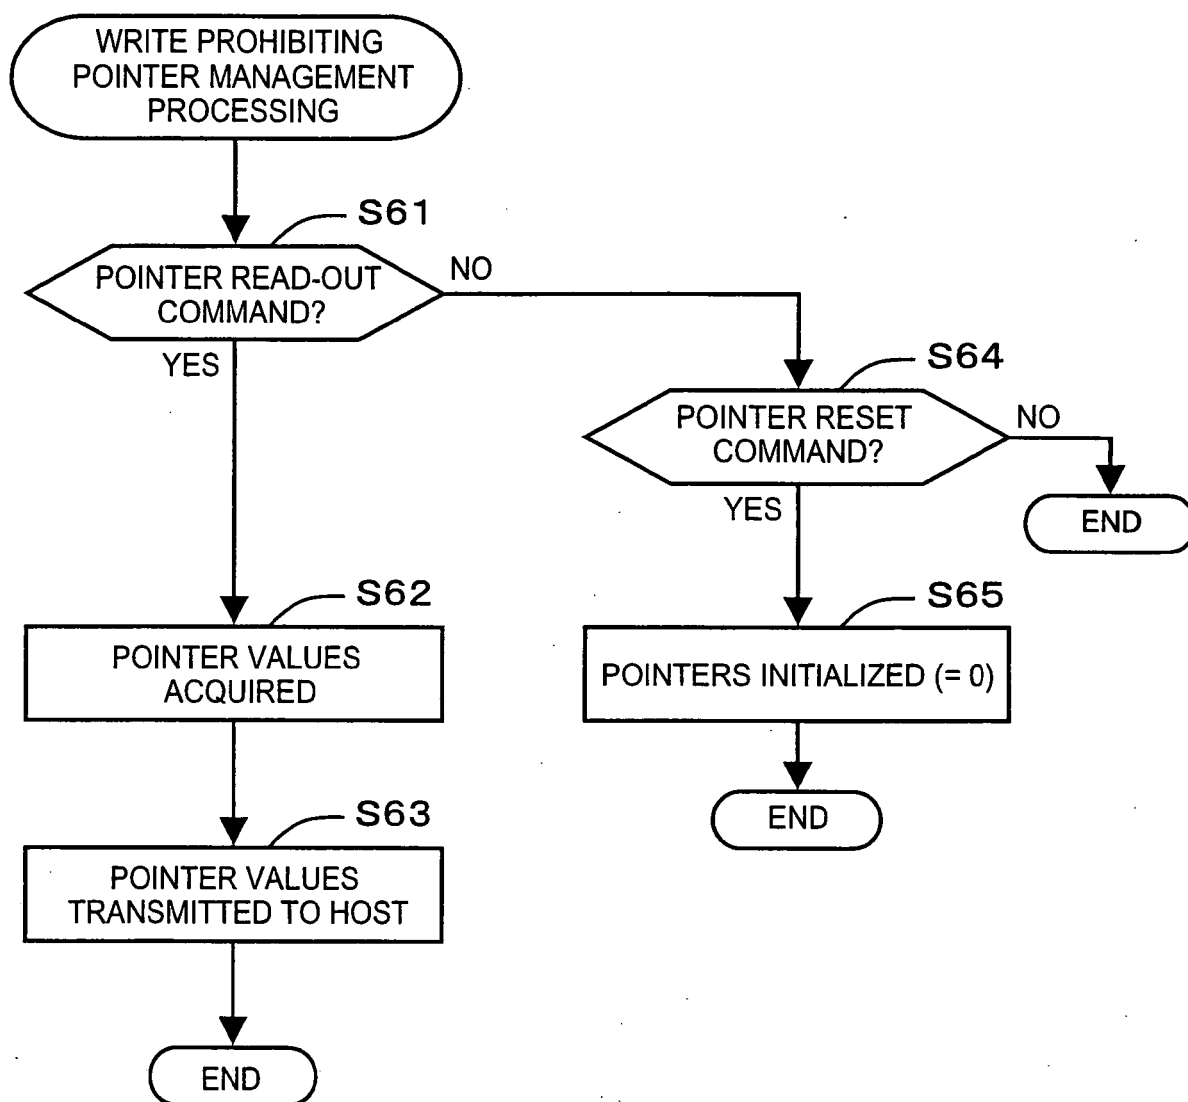 WRITE PROHIBITING
POINTER MANAGEMENT
PROCESSING
S61
POINTER READ-OUT
COMMAND?
NO
YES
S64
POINTER RESET
COMMAND?
NO
YES
END
S62
POINTER VALUES
ACQUIRED
S65
POINTERS INITIALIZED (= 0)
END
S63
POINTER VALUES
TRANSMITTED TO HOST
END